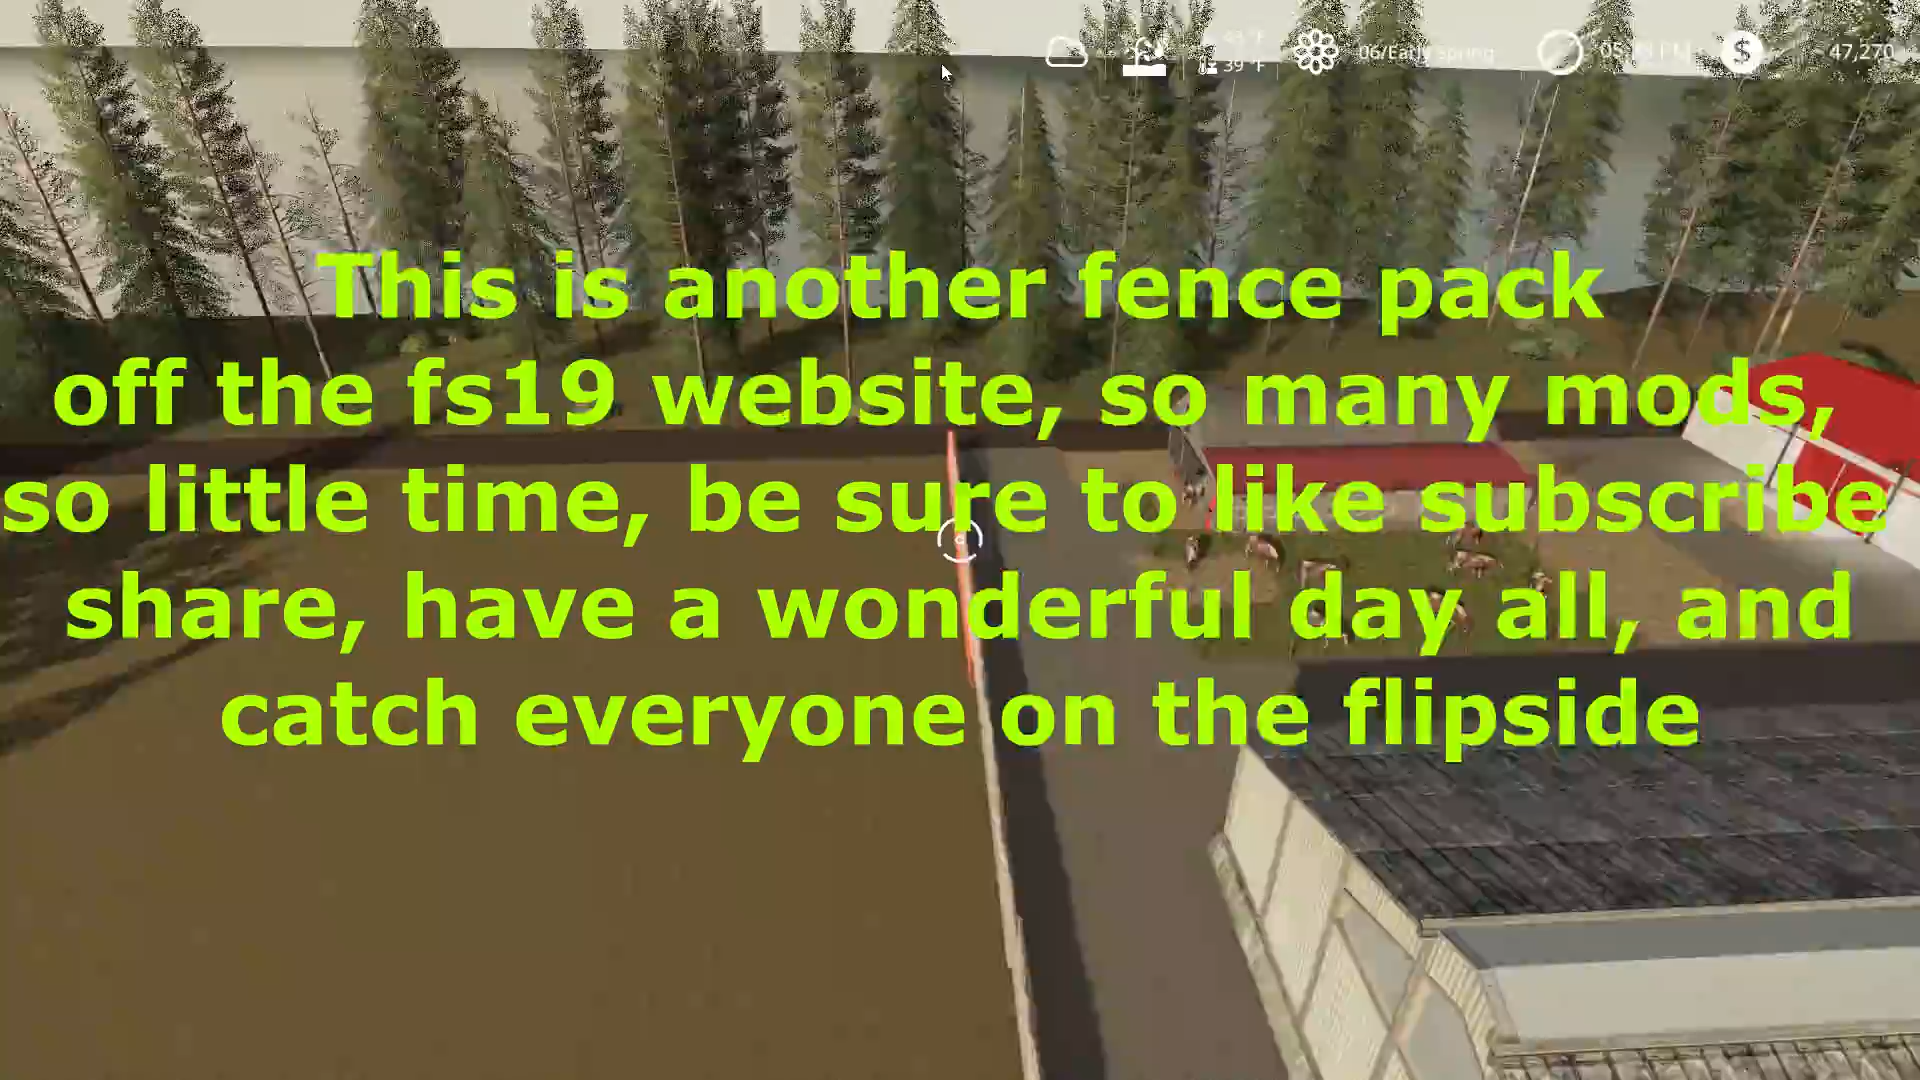 39 °F
06/Early Spring
47,270
This is another fence pack
off the fs19 website, so many mods,
so little time, be sure to like subscribe
share, have a wonderful day all, and
catch everyone on the flipside